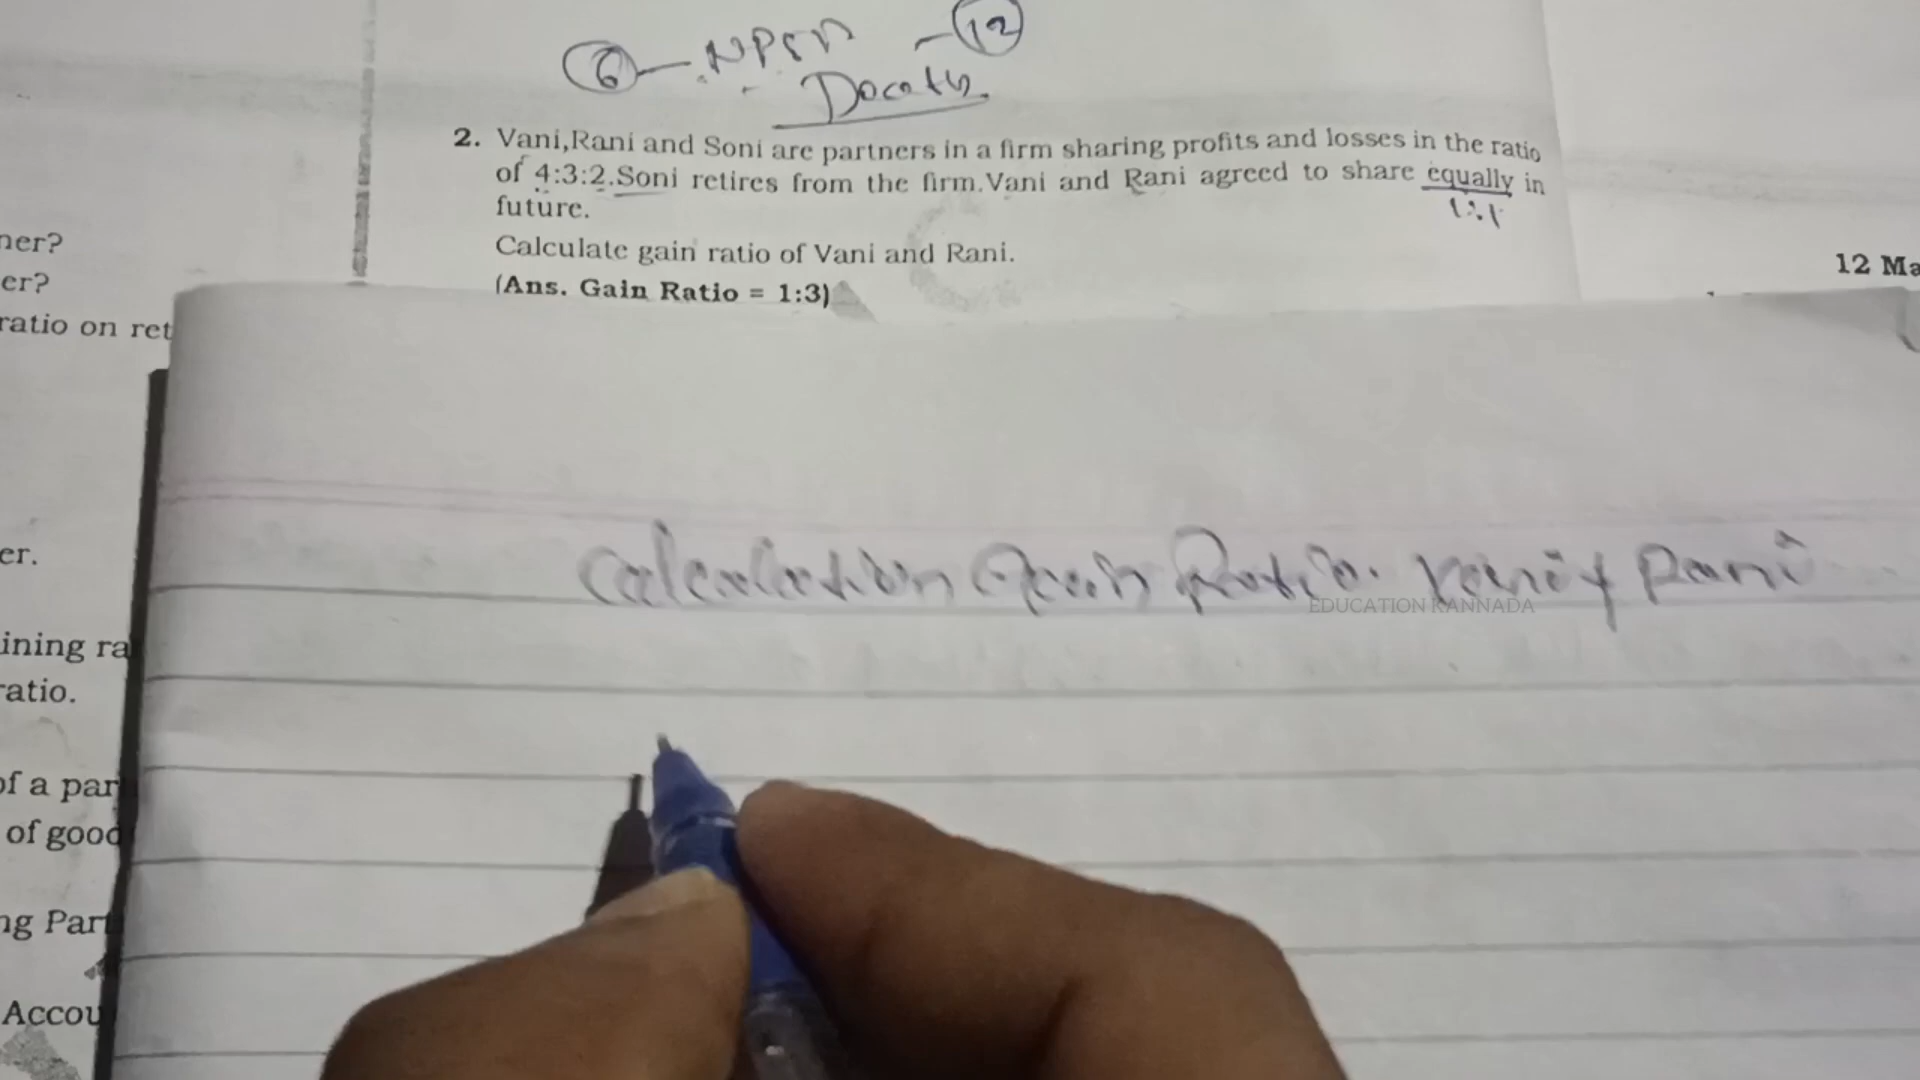 6 - NPSR - 12
2. Vani,Rani and Soni are partners in a firm sharing profits and losses in the ratio
of 4:3:2.Soni retires from the firm.Vani and Rani agreed to share equally in
1:1
future.
Calculate gain ratio of Vani and Rani.
(Ans. Gain Ratio = 1:3)
ner?
er?
ratio on ret
12 Ma
Calculation Gain Ratio. Vani & Rani
EDUCATION KANNADA
er.
ining ra
ratio.
of a par
of good
ng Part
Accou